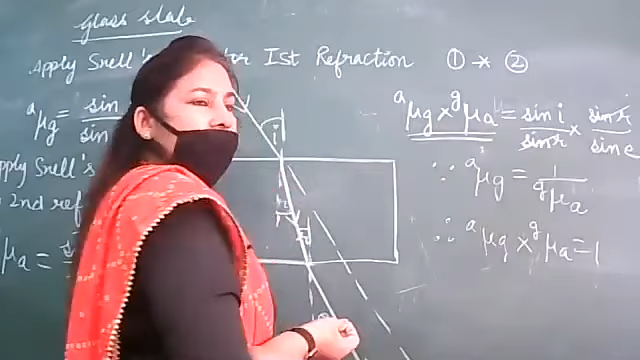 Glass slab
Apply Snell's for Ist Refraction ① × ②
ᵃμg = sin
sin
Apply Snell's
2nd ref
μa =
ᵃμg × ᵍμa = sin i / sin r × sin r / sin e
∵ ᵃμg = 1 / ᵍμa
∴ ᵃμg × ᵍμa = 1
i
r